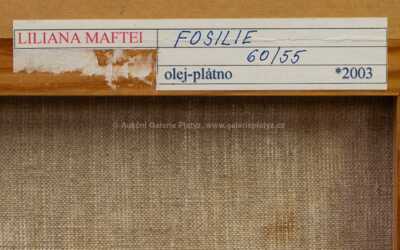 LILIANA MAFTEI
FOSILIE
60/55
olej-plátno *2003
© Aukční Galerie Platýz, www.galerieplatyz.cz